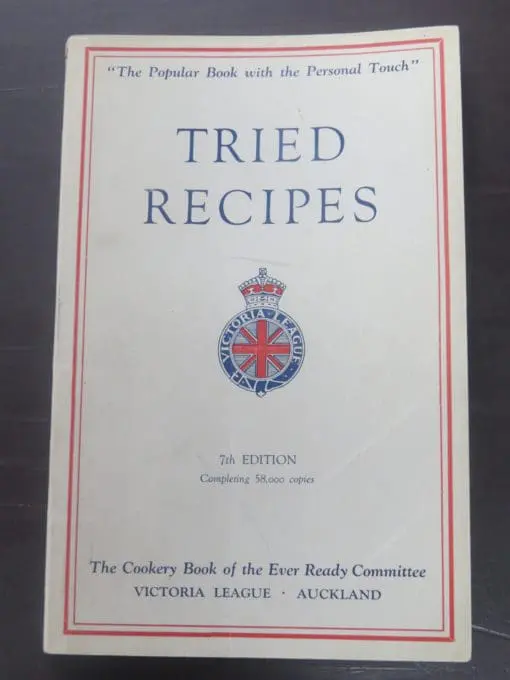 "The Popular Book with the Personal Touch"
TRIED
RECIPES
VICTORIA · LEAGUE
7th EDITION
Completing 58,000 copies
The Cookery Book of the Ever Ready Committee
VICTORIA LEAGUE · AUCKLAND